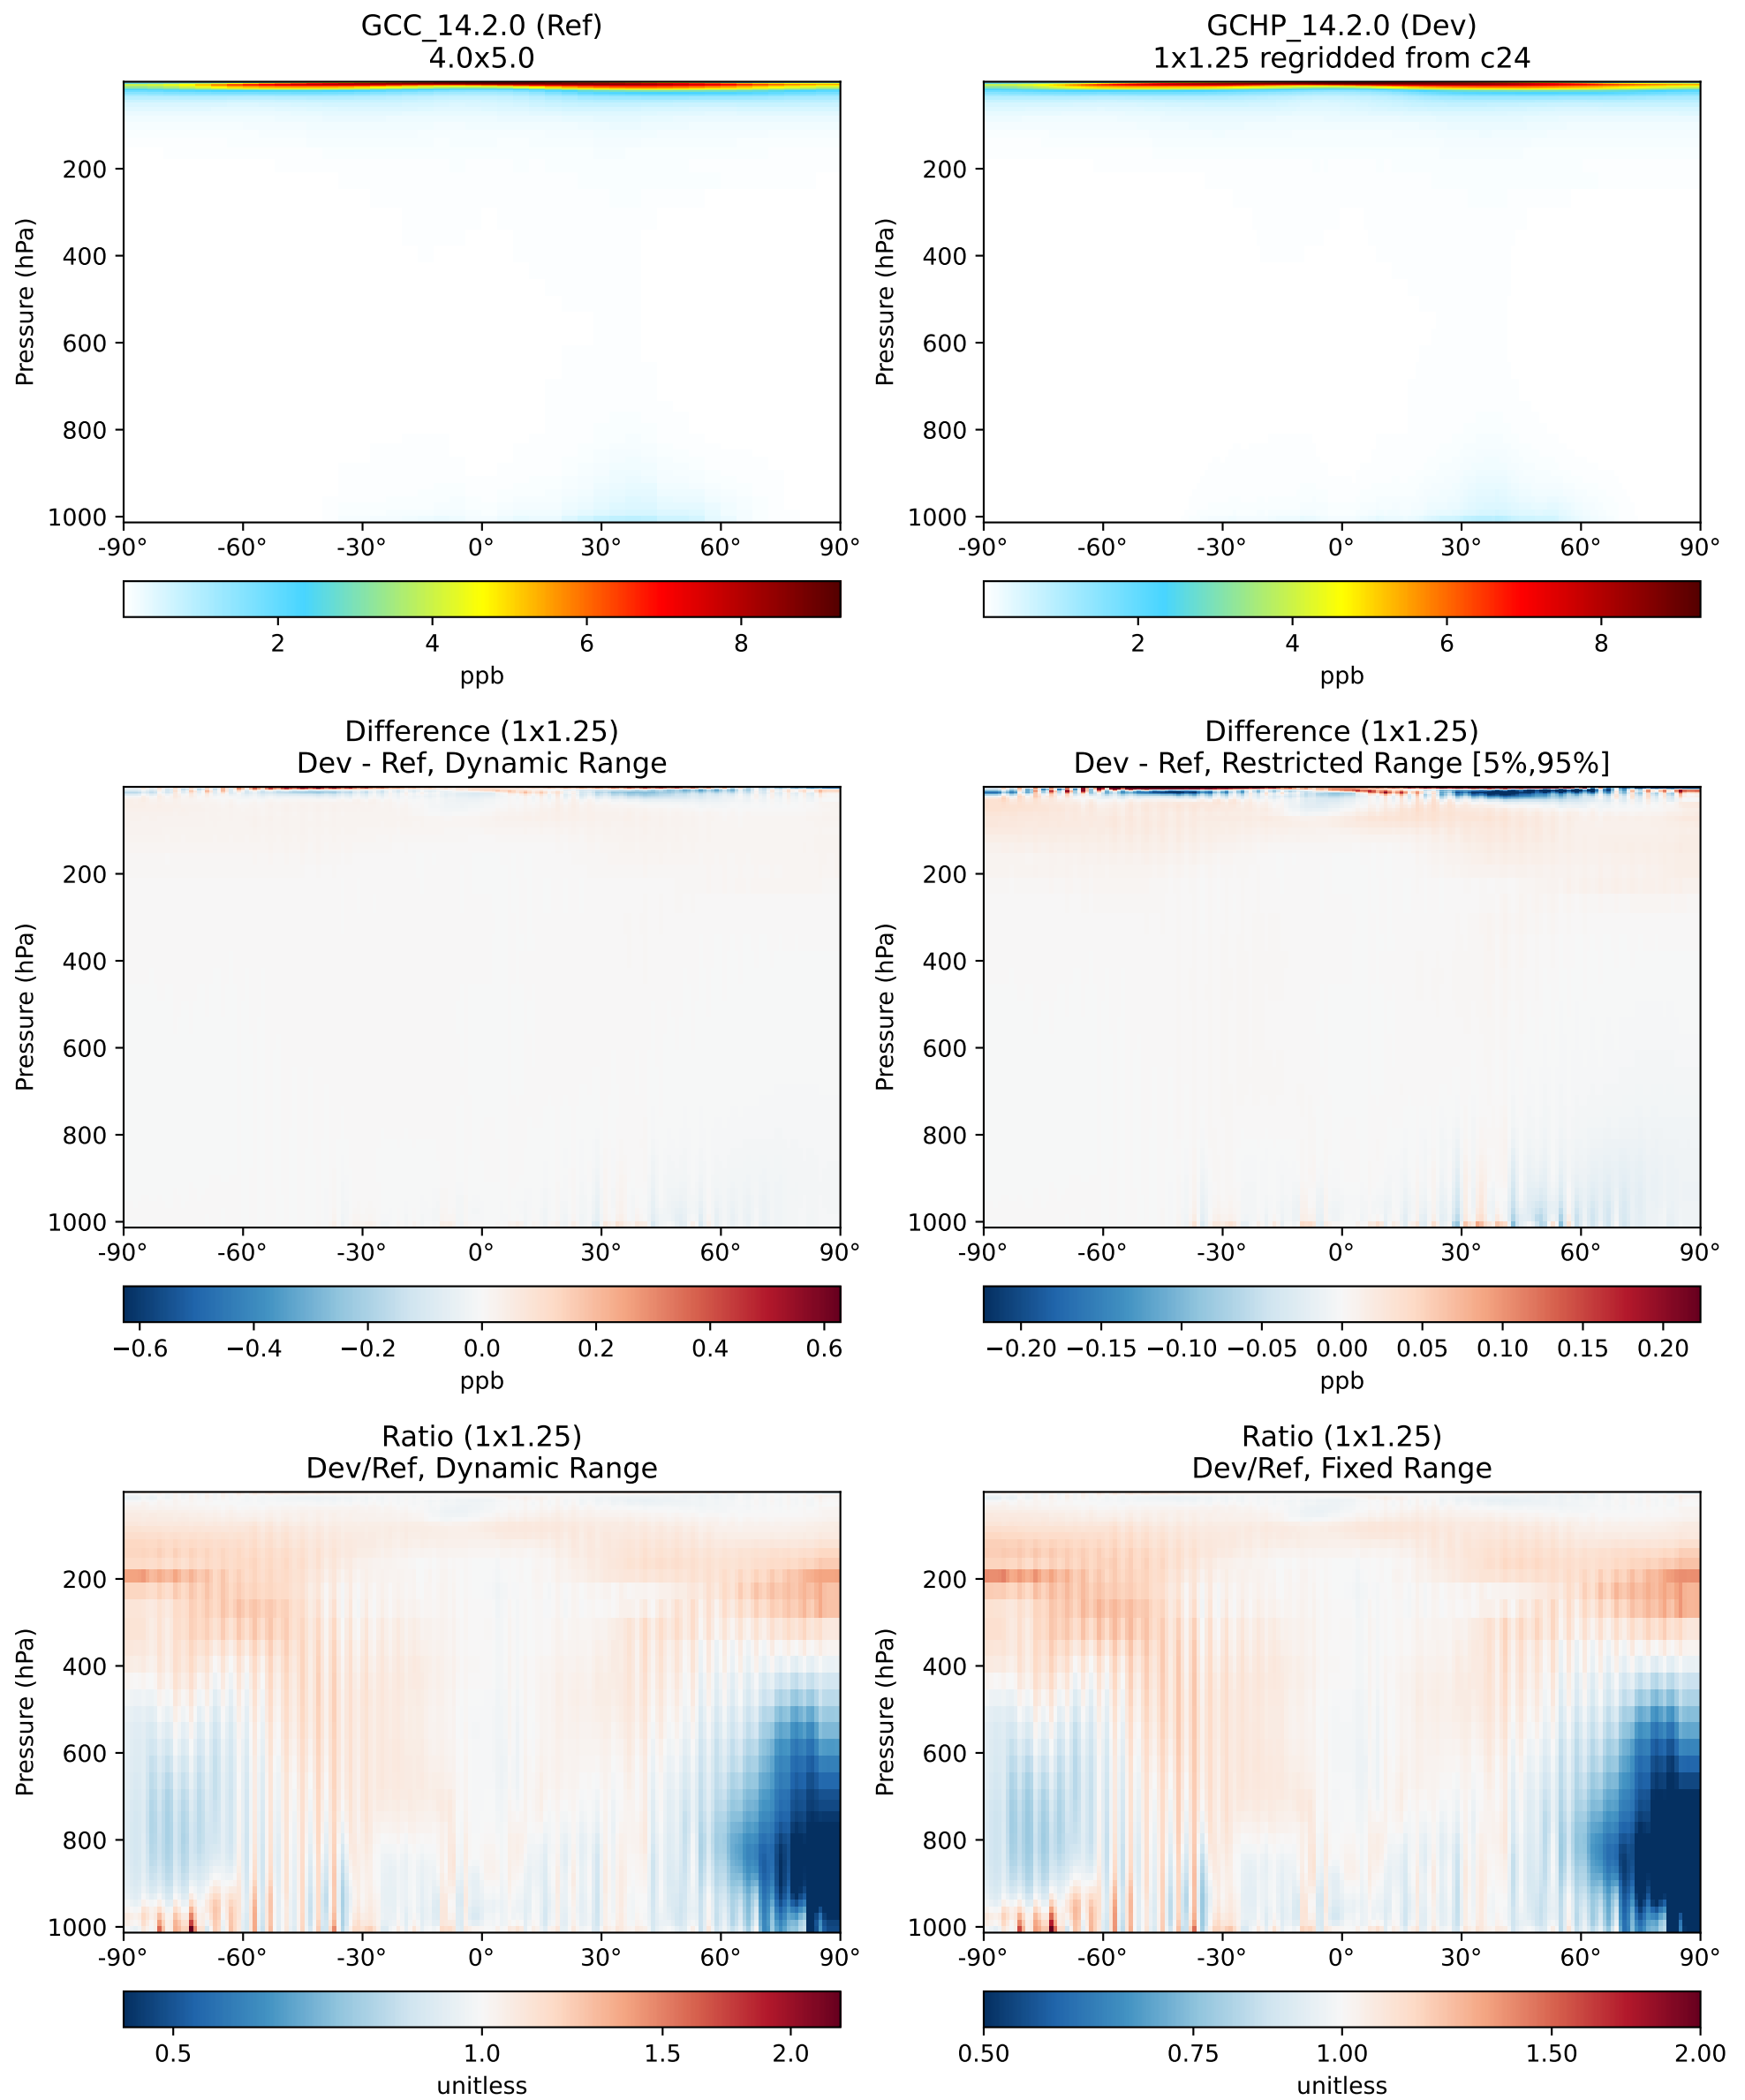 GCC_14.2.0 (Ref)
4.0x5.0
Pressure (hPa)
200
400
600
800
1000
-90° -60° -30° 0° 30° 60° 90°
2 4 6 8
ppb
GCHP_14.2.0 (Dev)
1x1.25 regridded from c24
Pressure (hPa)
200
400
600
800
1000
-90° -60° -30° 0° 30° 60° 90°
2 4 6 8
ppb
Difference (1x1.25)
Dev - Ref, Dynamic Range
Pressure (hPa)
200
400
600
800
1000
-90° -60° -30° 0° 30° 60° 90°
−0.6 −0.4 −0.2 0.0 0.2 0.4 0.6
ppb
Difference (1x1.25)
Dev - Ref, Restricted Range [5%,95%]
Pressure (hPa)
200
400
600
800
1000
-90° -60° -30° 0° 30° 60° 90°
−0.20 −0.15 −0.10 −0.05 0.00 0.05 0.10 0.15 0.20
ppb
Ratio (1x1.25)
Dev/Ref, Dynamic Range
Pressure (hPa)
200
400
600
800
1000
-90° -60° -30° 0° 30° 60° 90°
0.5 1.0 1.5 2.0
unitless
Ratio (1x1.25)
Dev/Ref, Fixed Range
Pressure (hPa)
200
400
600
800
1000
-90° -60° -30° 0° 30° 60° 90°
0.50 0.75 1.00 1.50 2.00
unitless